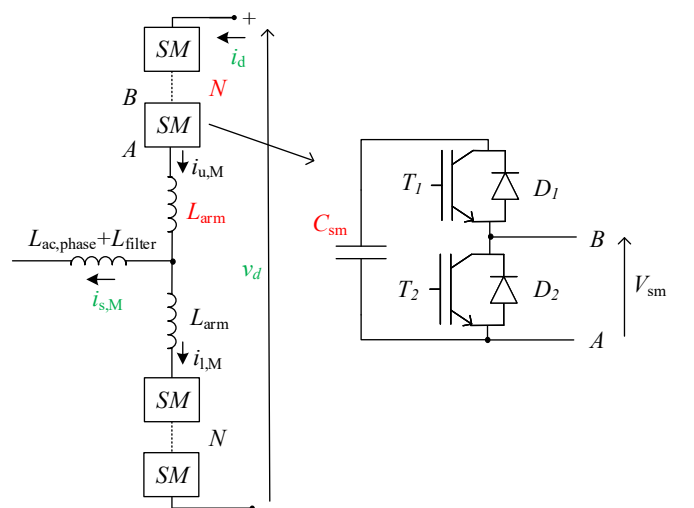 +
SM
i_d
N
B
SM
A
i_u,M
L_arm
L_ac,phase+L_filter
i_s,M
v_d
L_arm
i_l,M
SM
N
SM
T_1
D_1
C_sm
B
T_2
D_2
V_sm
A